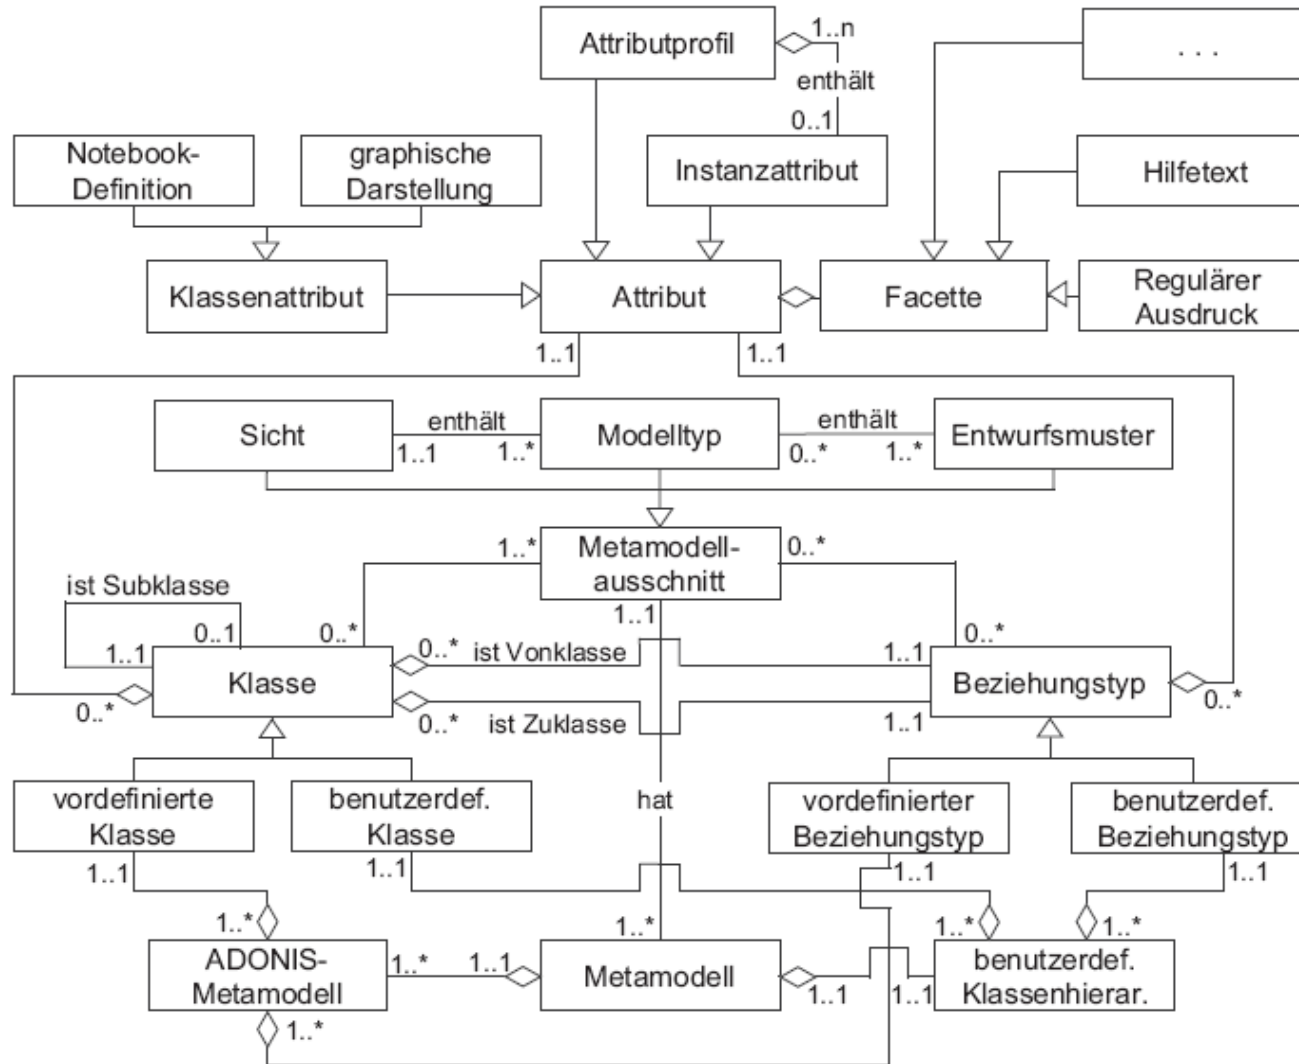 Attributprofil
1..n
. . .
enthält
0..1
Notebook-
Definition
graphische
Darstellung
Instanzattribut
Hilfetext
Klassenattribut
Attribut
Facette
Regulärer
Ausdruck
1..1
1..1
Sicht
enthält
1..1
1..*
Modelltyp
enthält
0..*
1..*
Entwurfsmuster
1..*
Metamodell-
ausschnitt
0..*
ist Subklasse
0..1
1..1
0..*
1..1
0..*
Klasse
0..*
ist Vonklasse
1..1
Beziehungstyp
0..*
0..*
ist Zuklasse
1..1
0..*
vordefinierte
Klasse
benutzerdef.
Klasse
hat
vordefinierter
Beziehungstyp
benutzerdef.
Beziehungstyp
1..1
1..1
1..1
1..1
1..*
1..*
1..*
1..*
ADONIS-
Metamodell
1..*
1..1
Metamodell
1..1
1..1
benutzerdef.
Klassenhierar.
1..*